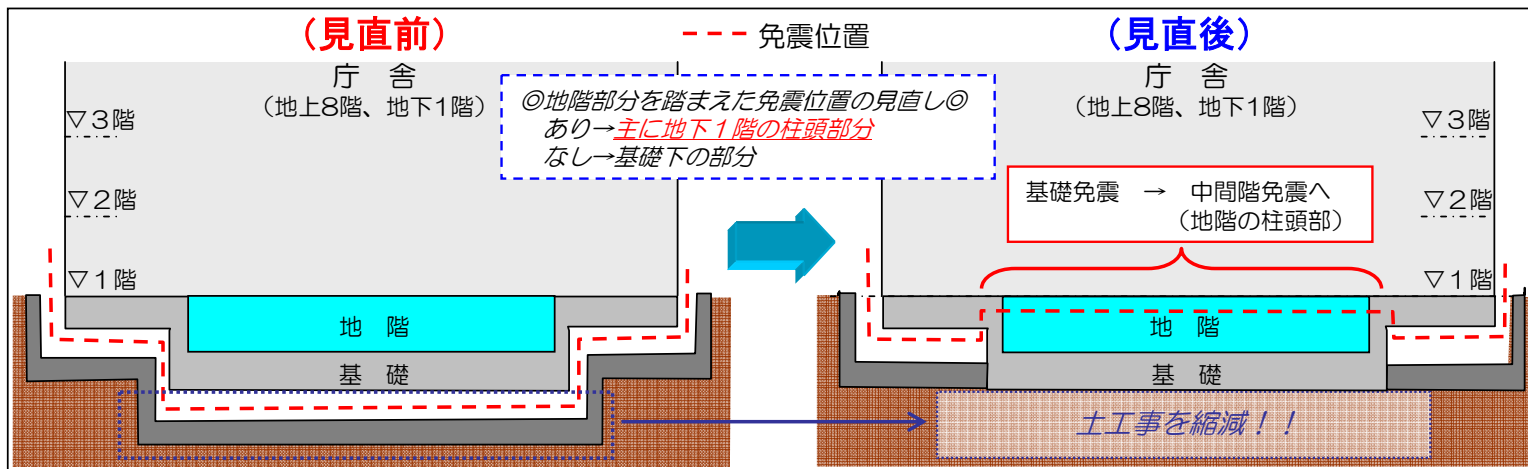 (見直前)
免震位置
(見直後)
庁 舎
(地上8階、地下1階)
▽3階
▽2階
▽1階
地 階
基 礎
◎地階部分を踏まえた免震位置の見直し◎
あり→主に地下1階の柱頭部分
なし→基礎下の部分
庁 舎
(地上8階、地下1階)
▽3階
▽2階
▽1階
基礎免震 → 中間階免震へ
(地階の柱頭部)
地 階
基 礎
土工事を縮減!!